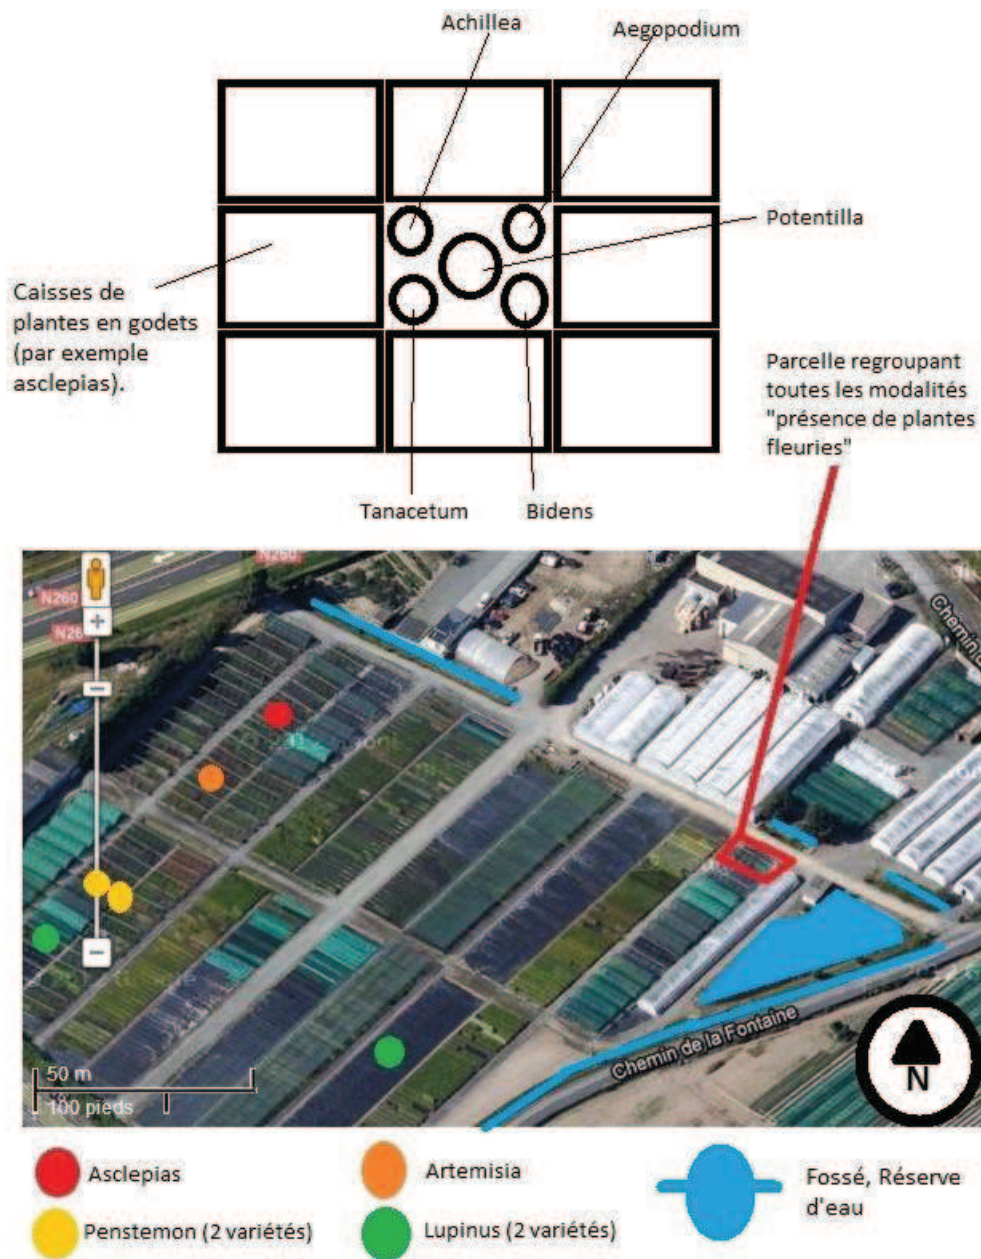 Achillea
Aegopodium
Potentilla
Caisses de
plantes en godets
(par exemple
asclepias).
Parcelle regroupant
toutes les modalités
"présence de plantes
fleuries"
Tanacetum
Bidens
N260
N260
N26
Chemin
Chemin de la Fontaine
50 m
100 pieds
N
Asclepias
Artemisia
Fossé, Réserve
d'eau
Penstemon (2 variétés)
Lupinus (2 variétés)